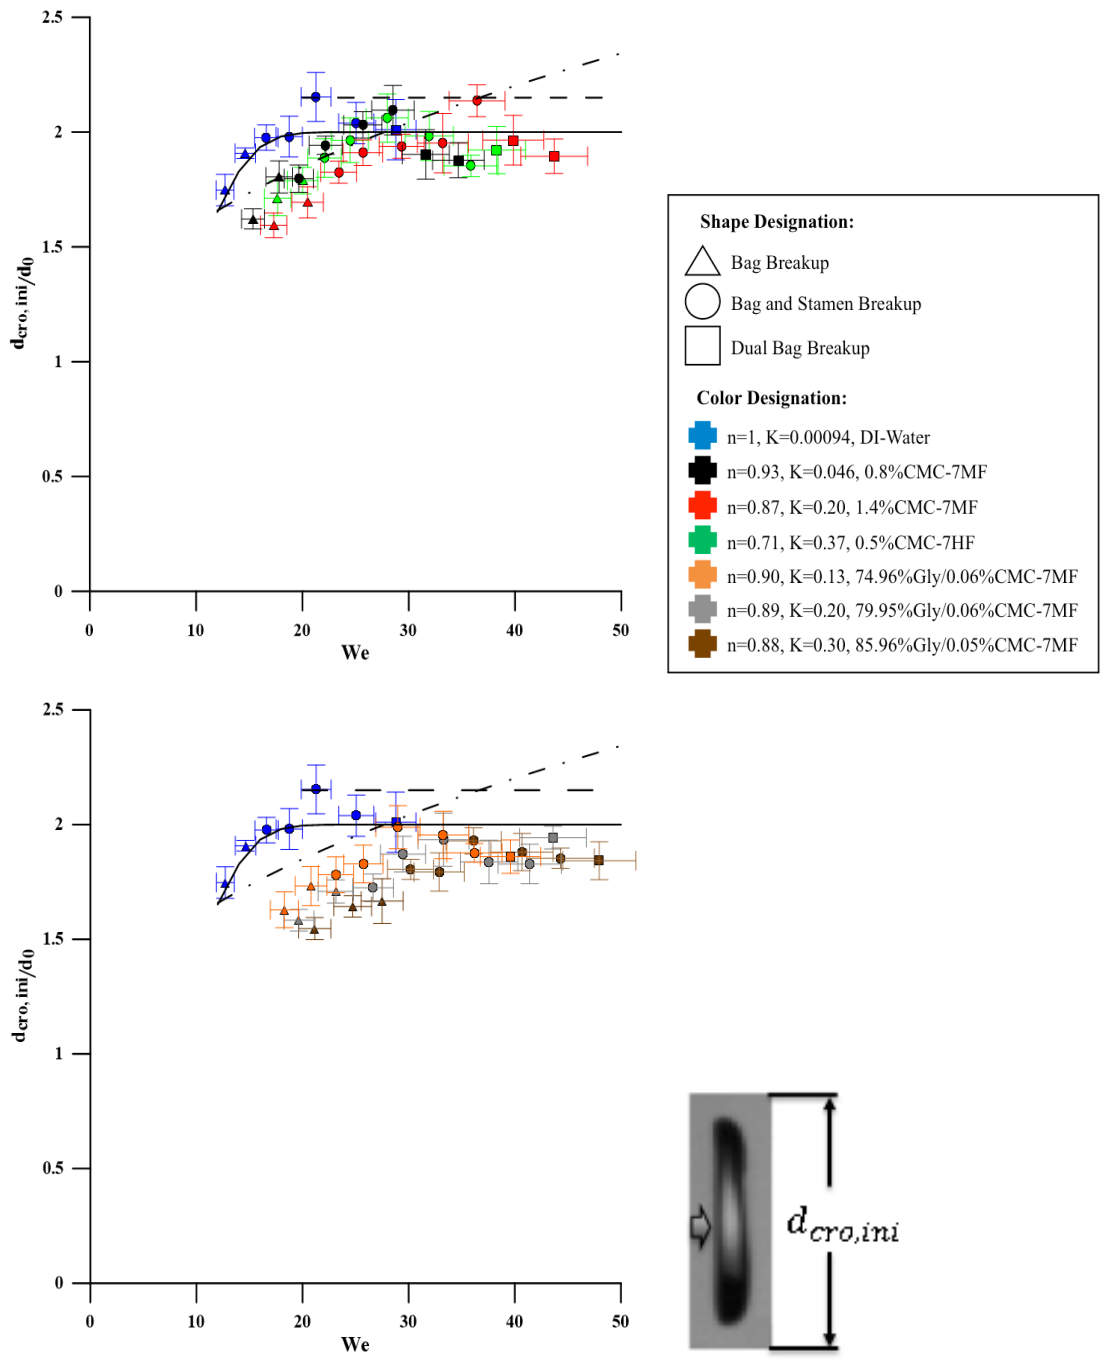 2.5
2
1.5
1
0.5
0
d_cro, ini/d_0
0 10 20 30 40 50
We
Shape Designation:
Bag Breakup
Bag and Stamen Breakup
Dual Bag Breakup
Color Designation:
n=1, K=0.00094, DI-Water
n=0.93, K=0.046, 0.8%CMC-7MF
n=0.87, K=0.20, 1.4%CMC-7MF
n=0.71, K=0.37, 0.5%CMC-7HF
n=0.90, K=0.13, 74.96%Gly/0.06%CMC-7MF
n=0.89, K=0.20, 79.95%Gly/0.06%CMC-7MF
n=0.88, K=0.30, 85.96%Gly/0.05%CMC-7MF
2.5
2
1.5
1
0.5
0
d_cro, ini/d_0
0 10 20 30 40 50
We
d_cro,ini